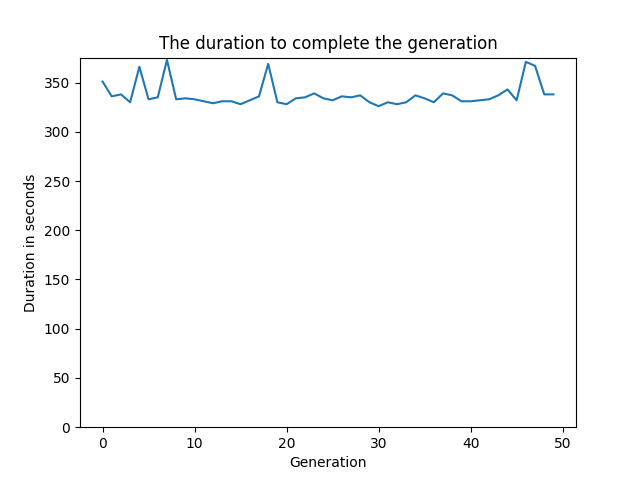 The duration to complete the generation
350
300
250
200
150
100
50
0
Duration in seconds
0 10 20 30 40 50
Generation